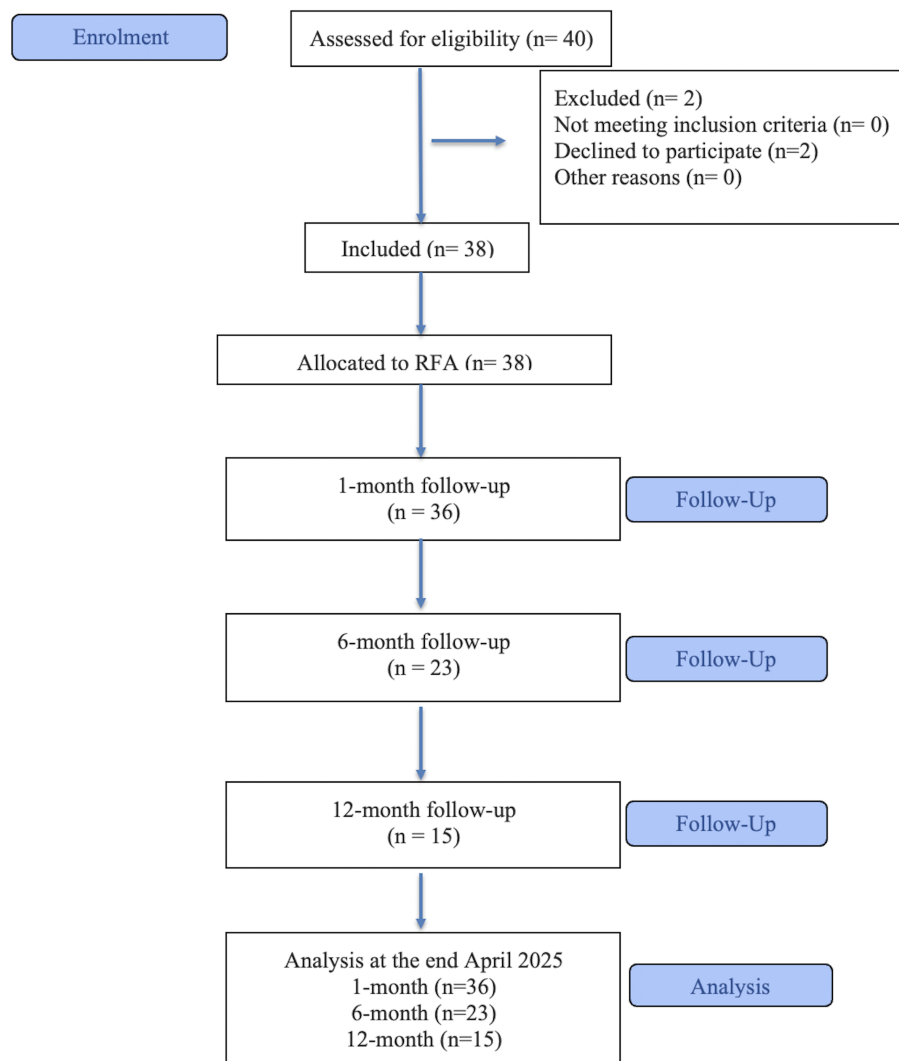 Enrolment
Assessed for eligibility (n= 40)
Excluded (n= 2)
Not meeting inclusion criteria (n= 0)
Declined to participate (n=2)
Other reasons (n= 0)
Included (n= 38)
Allocated to RFA (n= 38)
1-month follow-up
(n = 36)
Follow-Up
6-month follow-up
(n = 23)
Follow-Up
12-month follow-up
(n = 15)
Follow-Up
Analysis at the end April 2025
1-month (n=36)
6-month (n=23)
12-month (n=15)
Analysis